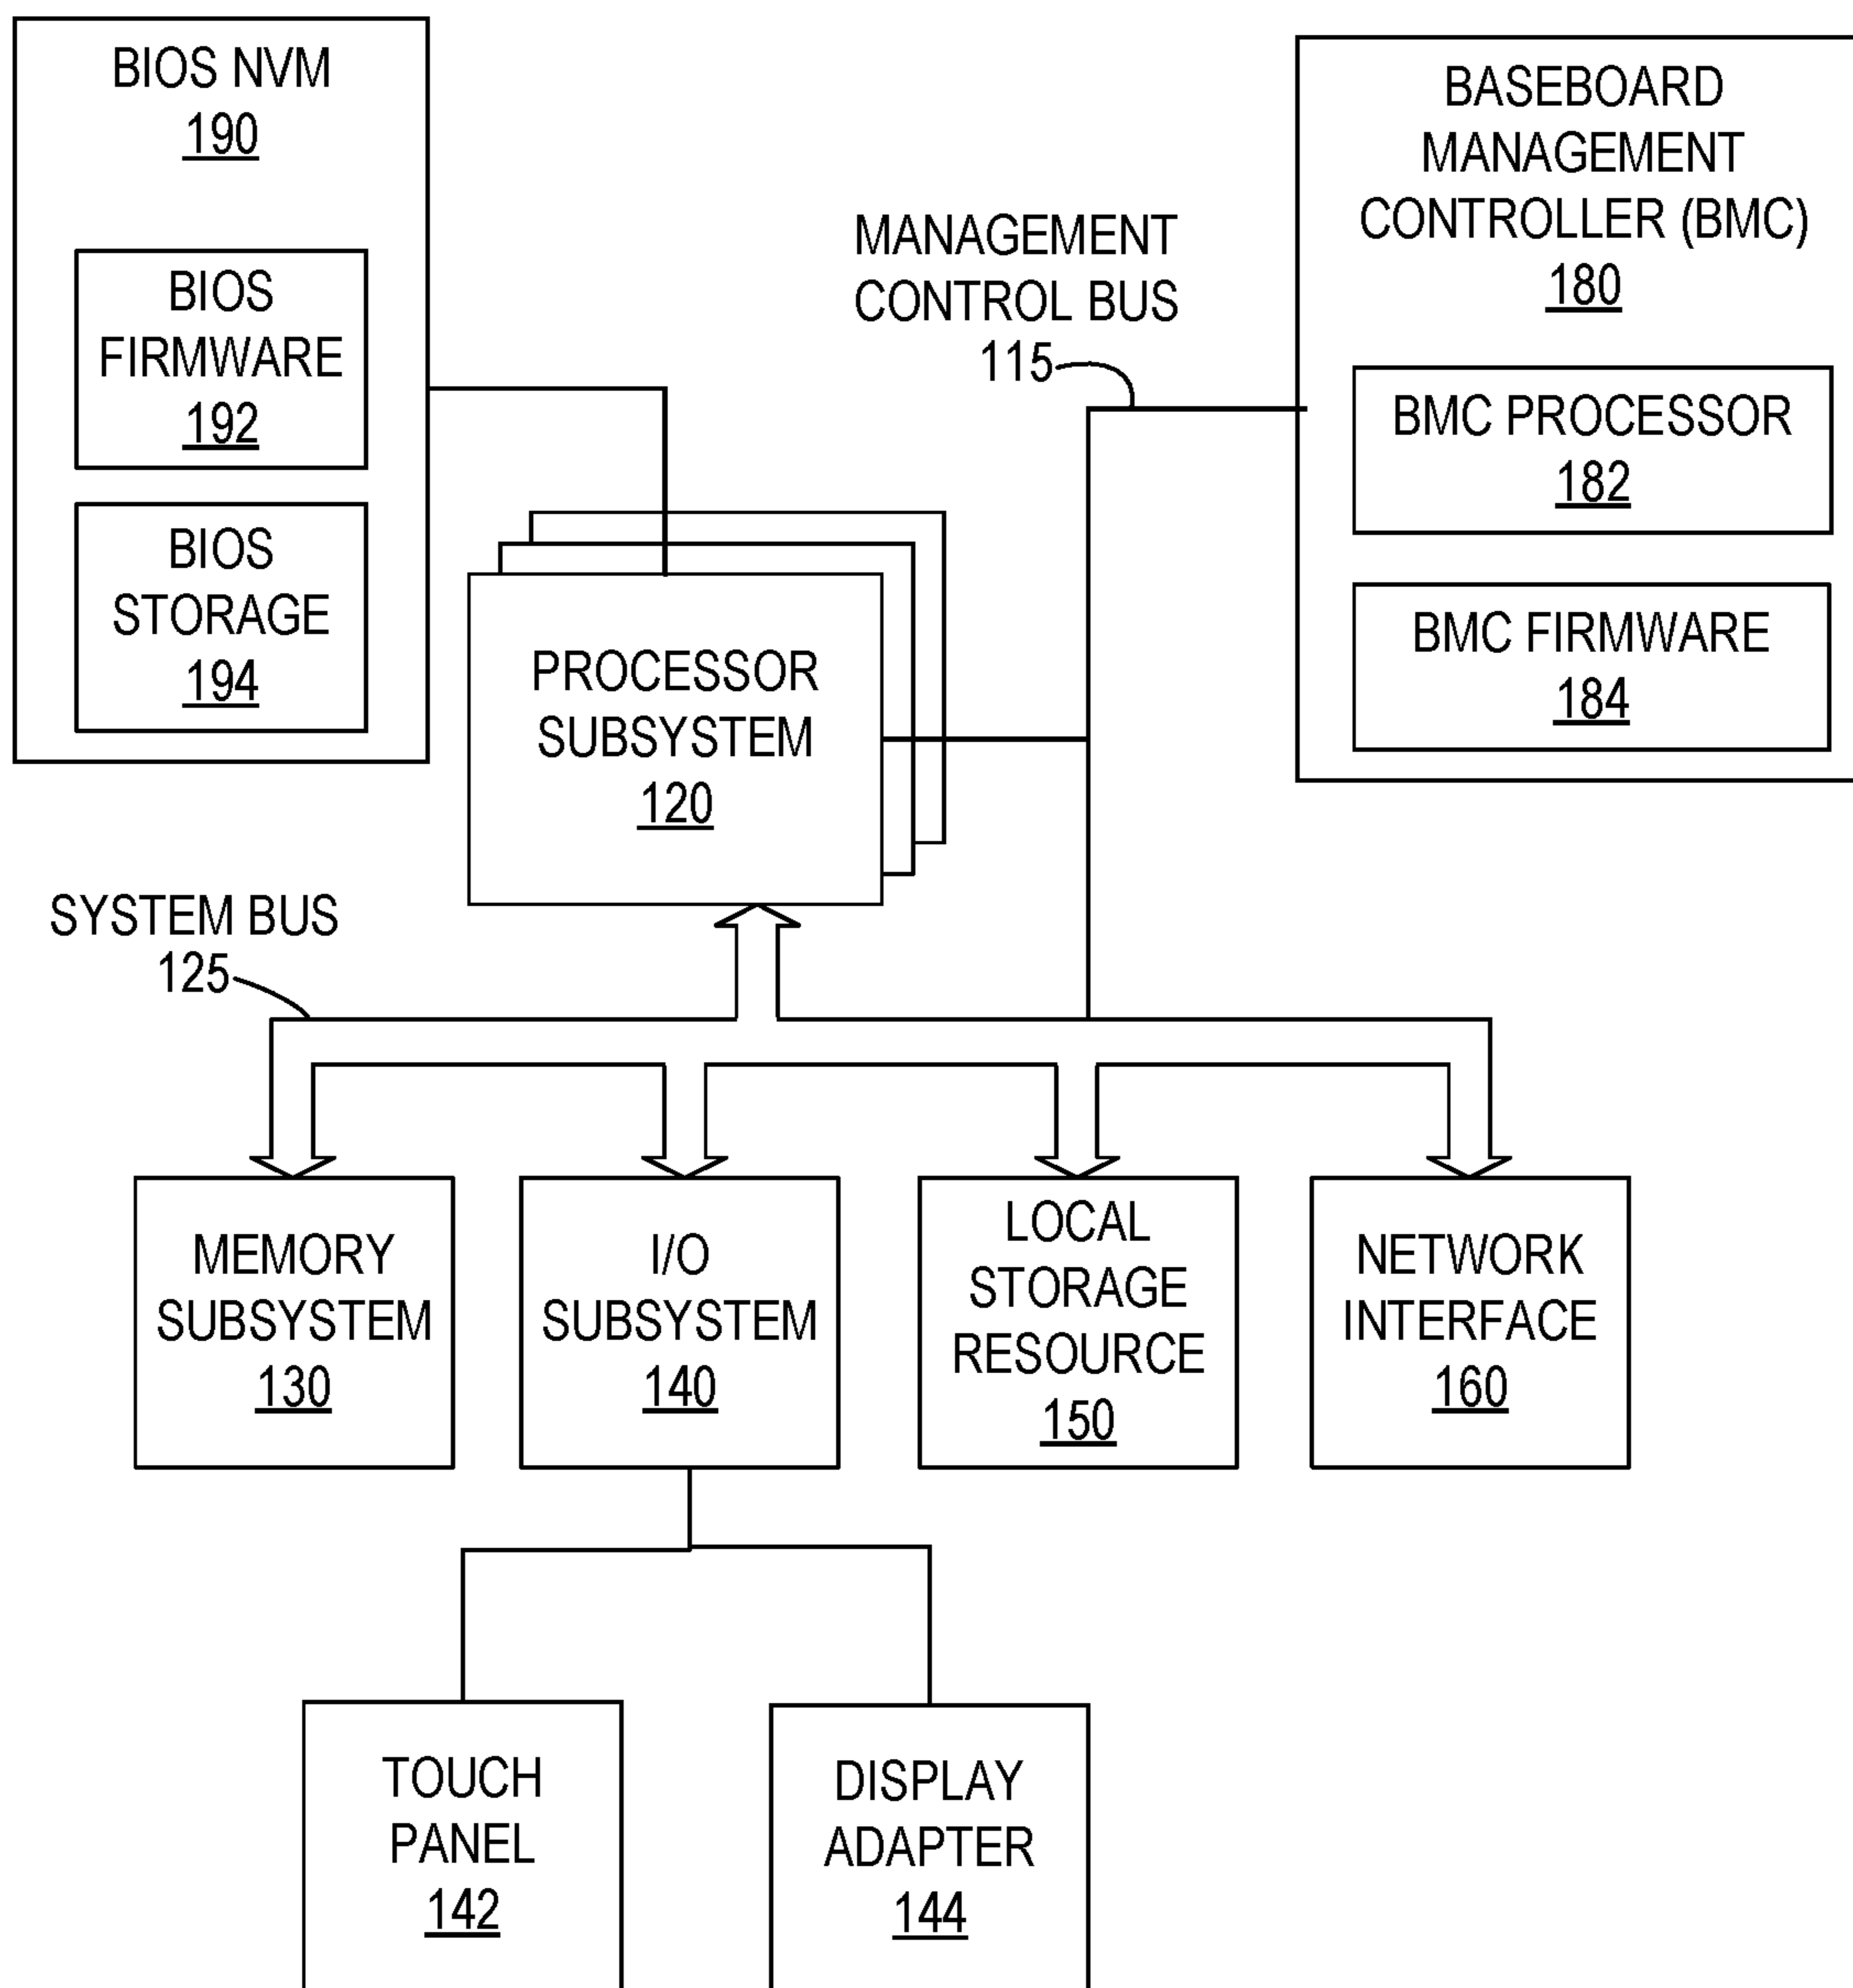 BIOS NVM
190
BIOS
FIRMWARE
192
BIOS
STORAGE
194
BASEBOARD
MANAGEMENT
CONTROLLER (BMC)
180
BMC PROCESSOR
182
BMC FIRMWARE
184
MANAGEMENT
CONTROL BUS
115
PROCESSOR
SUBSYSTEM
120
SYSTEM BUS
125
MEMORY
SUBSYSTEM
130
I/O
SUBSYSTEM
140
LOCAL
STORAGE
RESOURCE
150
NETWORK
INTERFACE
160
TOUCH
PANEL
142
DISPLAY
ADAPTER
144